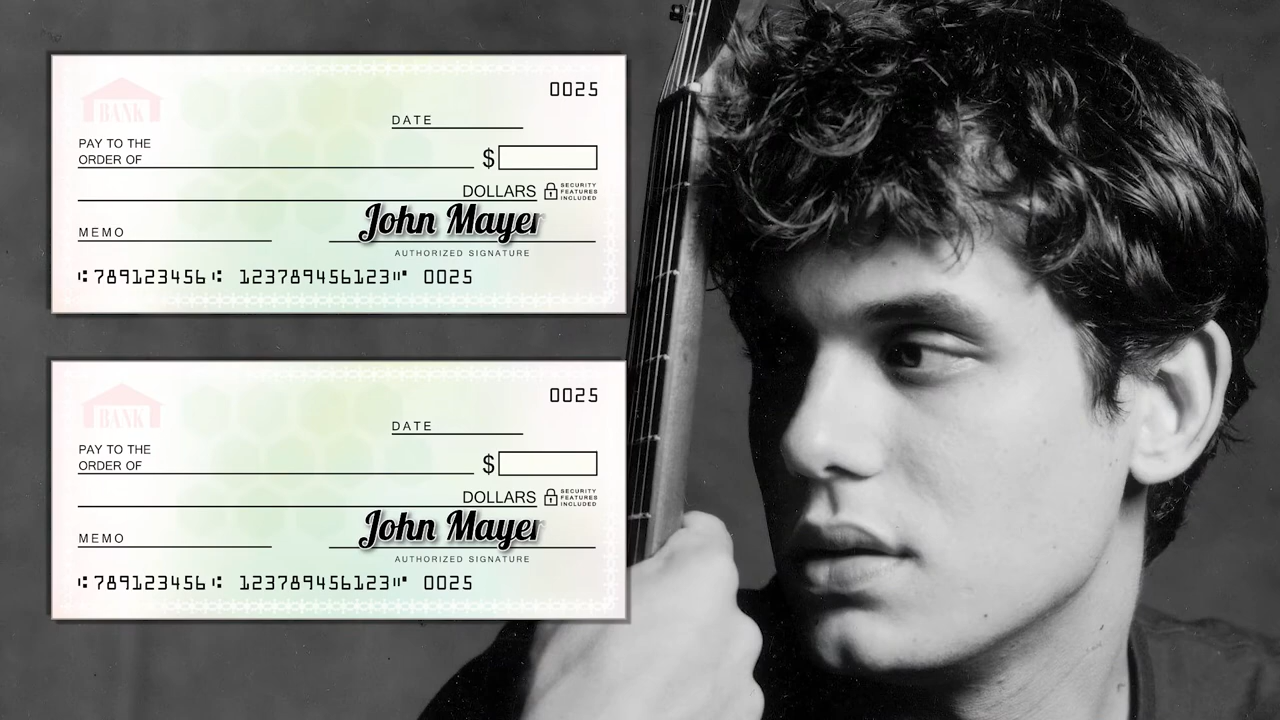 0025
BANK
DATE
PAY TO THE
ORDER OF
$
DOLLARS
SECURITY
FEATURES
INCLUDED
John Mayer
MEMO
AUTHORIZED SIGNATURE
⑆789123456⑆ 123789456123⑈ 0025
0025
BANK
DATE
PAY TO THE
ORDER OF
$
DOLLARS
SECURITY
FEATURES
INCLUDED
John Mayer
MEMO
AUTHORIZED SIGNATURE
⑆789123456⑆ 123789456123⑈ 0025